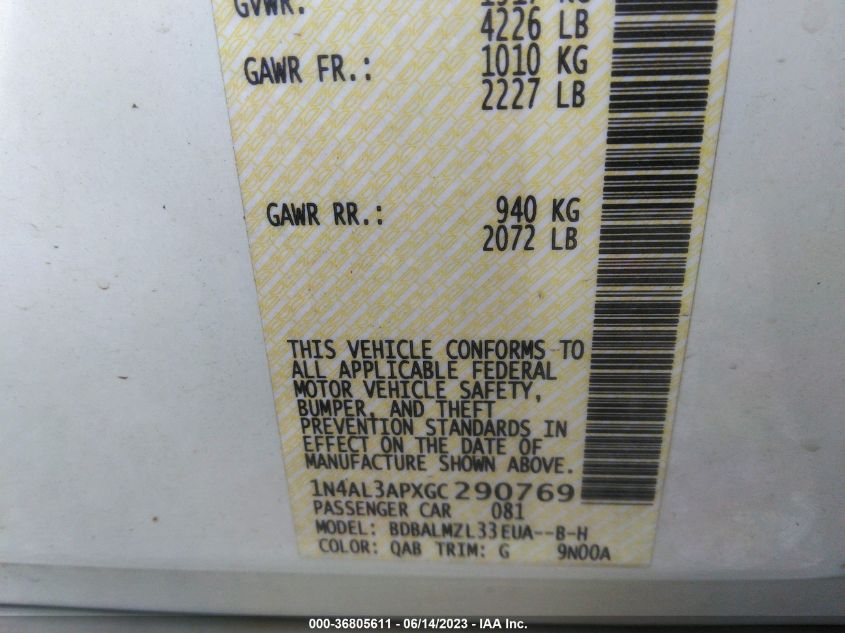 GVWR:
4226 LB
GAWR FR.: 1010 KG
2227 LB
GAWR RR.: 940 KG
2072 LB
THIS VEHICLE CONFORMS TO
ALL APPLICABLE FEDERAL
MOTOR VEHICLE SAFETY,
BUMPER, AND THEFT
PREVENTION STANDARDS IN
EFFECT ON THE DATE OF
MANUFACTURE SHOWN ABOVE.
1N4AL3APXGC290769
PASSENGER CAR 081
MODEL: BDBALMZL33EUA--B-H
COLOR: QAB TRIM: G 9N00A
000-36805611 - 06/14/2023 - IAA Inc.